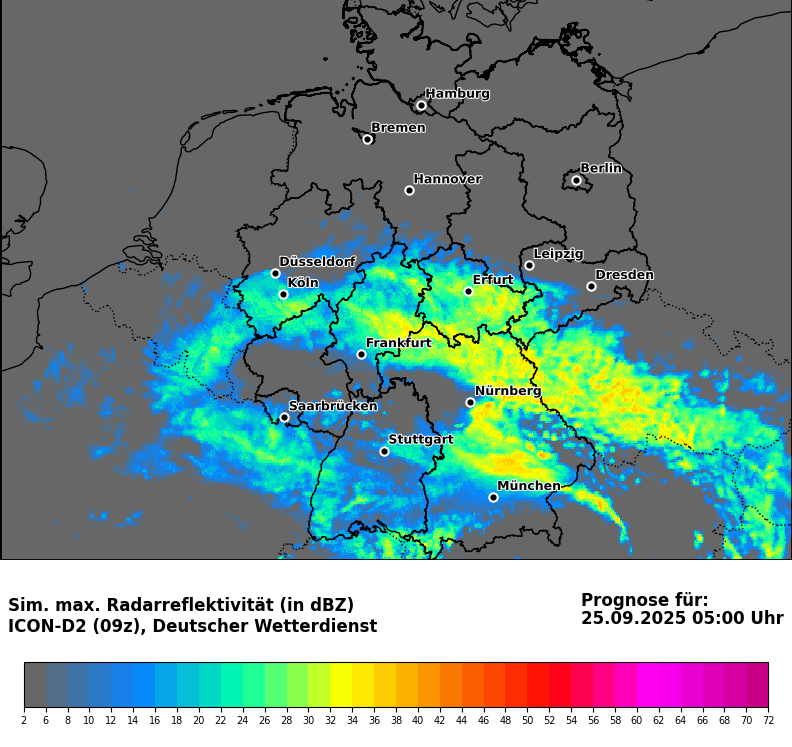 Hamburg
Bremen
Berlin
Hannover
Leipzig
Düsseldorf
Dresden
Köln
Erfurt
Frankfurt
Nürnberg
Saarbrücken
Stuttgart
München
Sim. max. Radarreflektivität (in dBZ)
ICON-D2 (09z), Deutscher Wetterdienst
Prognose für:
25.09.2025 05:00 Uhr
2 6 8 10 12 14 16 18 20 22 24 26 28 30 32 34 36 38 40 42 44 46 48 50 52 54 56 58 60 62 64 66 68 70 72